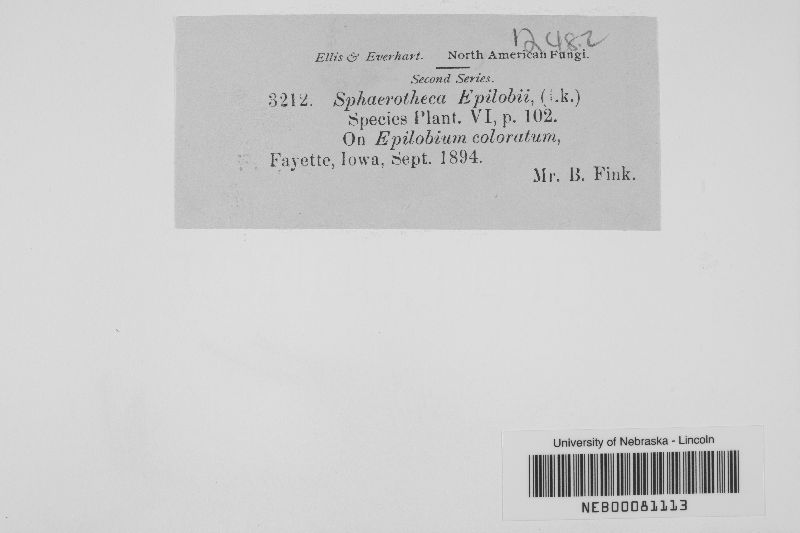 12482
Ellis & Everhart. North American Fungi.
Second Series.
3212. Sphaerotheca Epilobii, (Lk.)
Species Plant. VI, p. 102.
On Epilobium coloratum,
Fayette, Iowa, Sept. 1894.
Mr. B. Fink.
University of Nebraska - Lincoln
NEB00081113